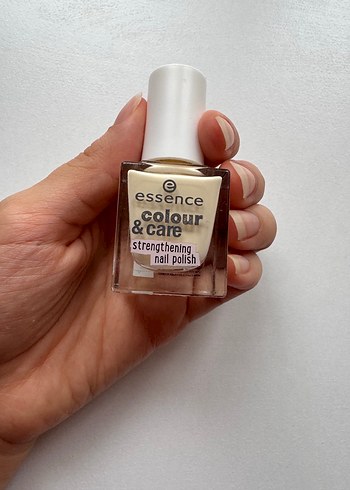 essence
colour
& care
strengthening
nail polish